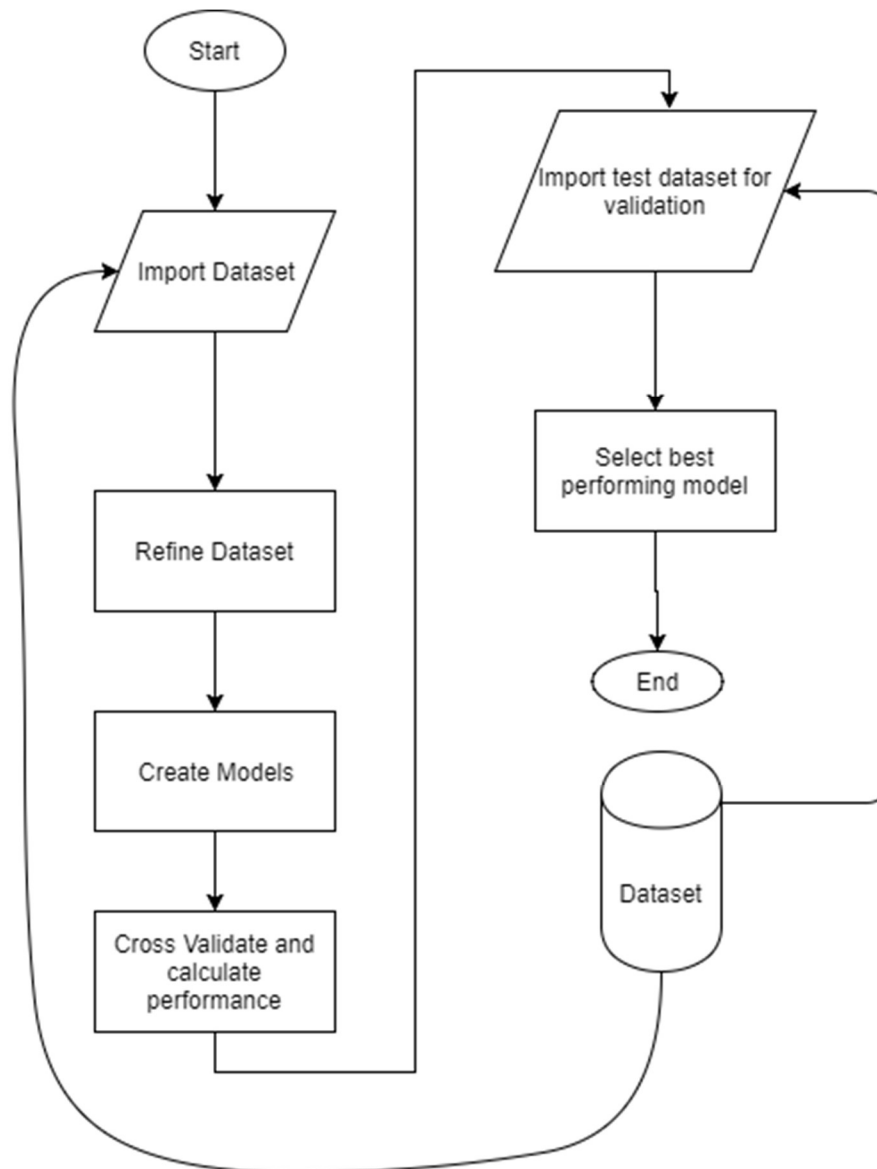 Start
Import Dataset
Refine Dataset
Create Models
Cross Validate and
calculate
performance
Import test dataset for
validation
Select best
performing model
End
Dataset